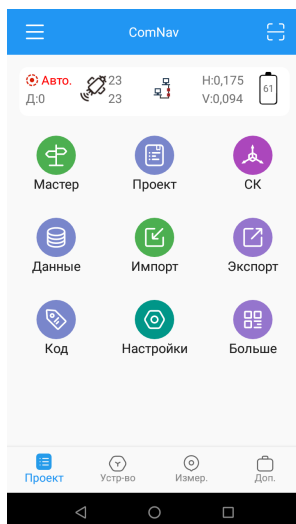 ComNav
Авто. 23 H:0,175 61
Д:0 23 V:0,094
Мастер Проект СК
Данные Импорт Экспорт
Код Настройки Больше
Проект Устр-во Измер. Доп.